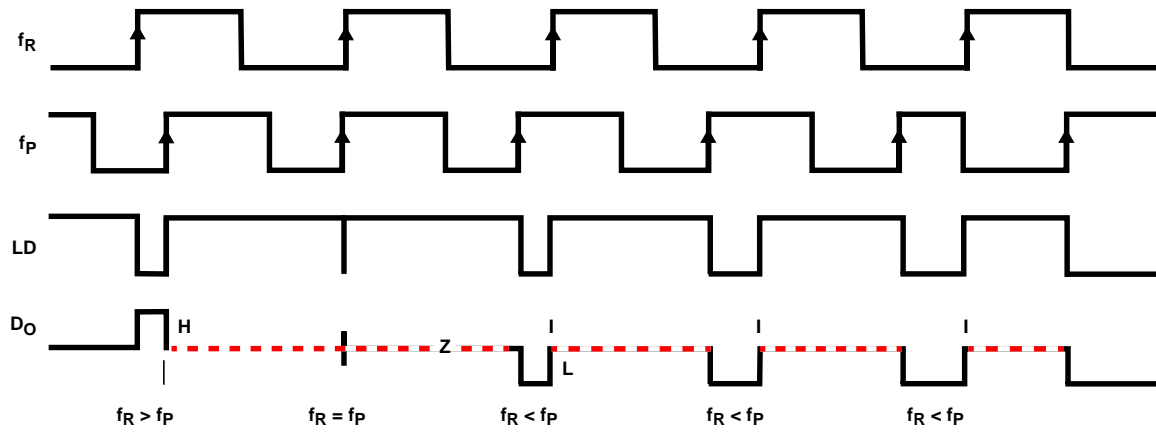 fR
fP
LD
DO
H
Z
I
L
I
I
fR > fP
fR = fP
fR < fP
fR < fP
fR < fP